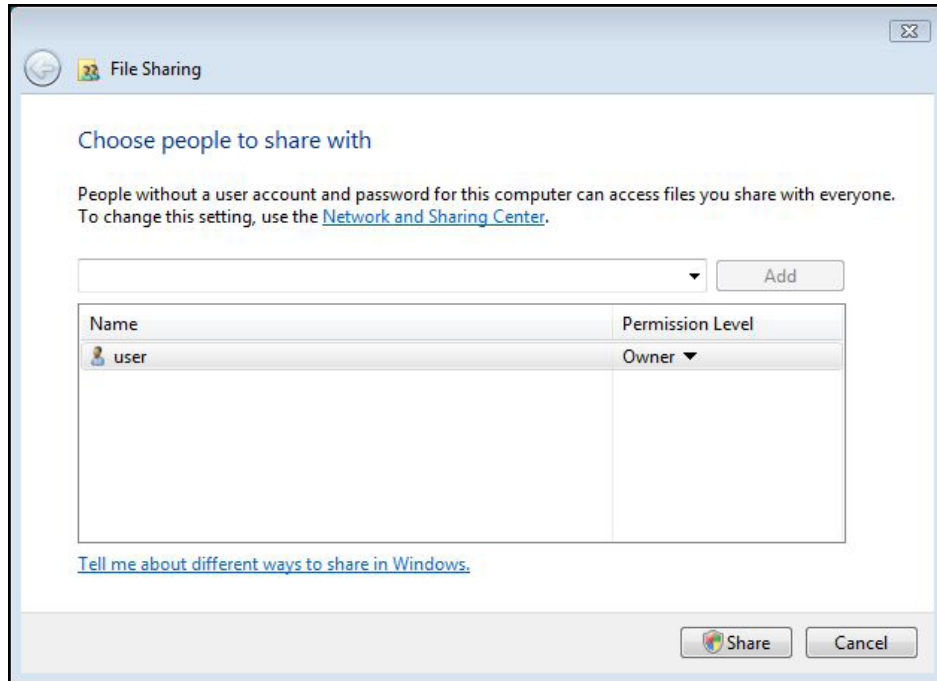 File Sharing
Choose people to share with
People without a user account and password for this computer can access files you share with everyone.
To change this setting, use the Network and Sharing Center.
Add
Name Permission Level
user Owner
Tell me about different ways to share in Windows.
Share Cancel